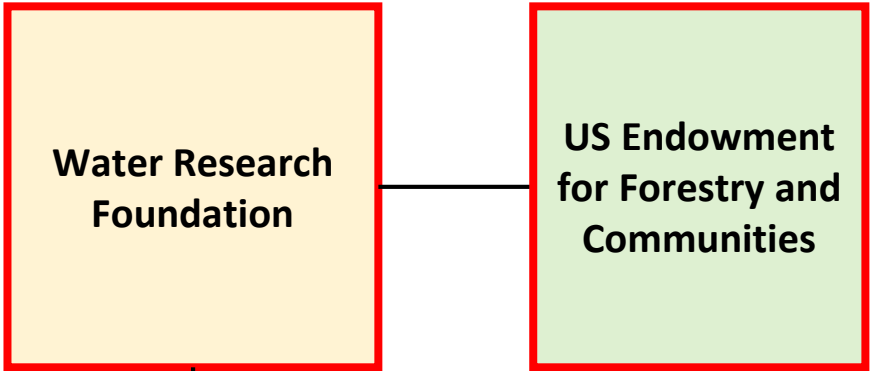 Water Research
Foundation
US Endowment
for Forestry and
Communities